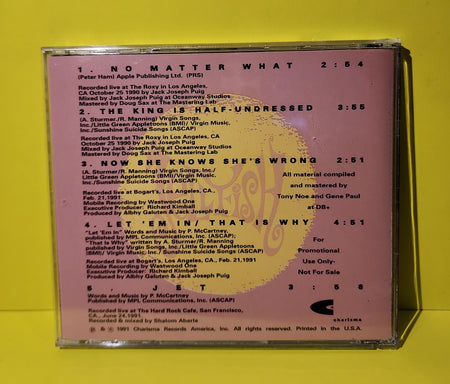 1. NO MATTER WHAT 2:54
(Peter Ham) Apple Publishing Ltd. (PRS)
Recorded live at The Roxy in Los Angeles,
CA October 25 1990 by Jack Joseph Puig
Mixed by Jack Joseph Puig at Oceanway Studios
Mastered by Doug Sax at the Mastering Lab
2. THE KING IS HALF-UNDRESSED 3:55
(A. Sturmer/R. Manning) Virgin Songs,
Inc./Little Green Appletoons (BMI)/ Virgin Music,
Inc./Sunshine Suicide Songs (ASCAP)
Recorded live at The Roxy in Los Angeles, CA
October 25 1990 by Jack Joseph Puig
Mixed by Jack Joseph Puig at Oceanway Studios
Mastered by Doug Sax at the Mastering Lab
3. NOW SHE KNOWS SHE'S WRONG 2:51
(A. Sturmer/R. Manning) Virgin Songs, Inc./
Little Green Appletoons (BMI)/ Virgin Music,
Inc./Sunshine Suicide Songs (ASCAP)
Recorded live at Bogart's, Los Angeles, CA.,
Feb. 21,1991
Mobile Recording by Westwood One
Executive Producer: Richard Kimball
Produced by Albhy Galuten & Jack Joseph Puig
All material compiled
and mastered by
Tony Noe and Gene Paul
at DB+
4. LET 'EM IN/ THAT IS WHY 4:51
"Let 'Em In" Words and Music by P. McCartney,
published by MPL Communications, Inc. (ASCAP);
"That Is Why" written by A. Sturmer/R. Manning
published by Virgin Songs, Inc./Little Green Appletoons
(BMI)/Virgin Music, Inc./ Sunshine Suicide Songs (ASCAP)
Recorded live at Bogart's, Los Angeles, CA., Feb.21,1991
Mobile Recording by Westwood One
Executive Producer: Richard Kimball
Produced by Albhy Galuten & Jack Joseph Puig
For
Promotional
Use Only-
Not For Sale
5. JET 3:58
Words and Music by P. McCartney
Published by MPL Communications, Inc. (ASCAP)
Recorded live at The Hard Rock Cafe, San Francisco,
CA., June 24,1991
Recorded & mixed by Shalom Aberle
charisma
℗ & © 1991 Charisma Records America, Inc. All rights reserved. Printed in the U.S.A.